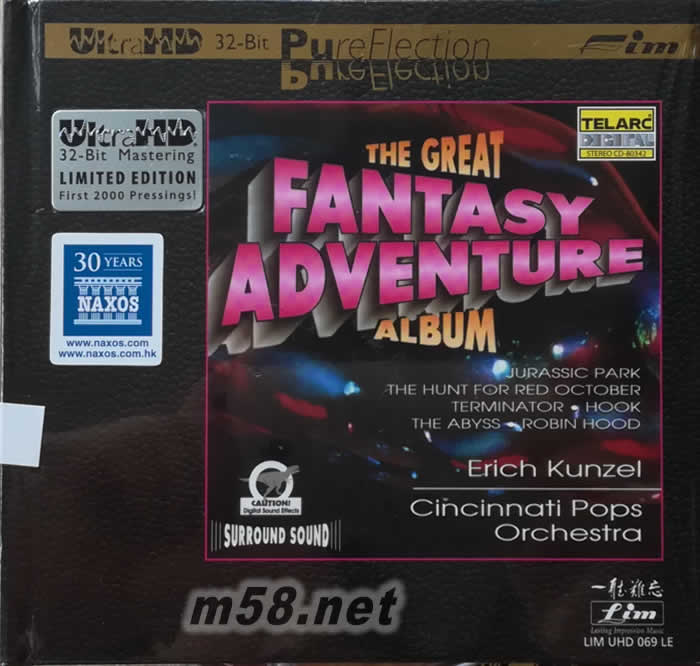 UltraHD 32-Bit PureFlection fim
PureFlection
UltraHD
32-Bit Mastering
LIMITED EDITION
First 2000 Pressings!
30 YEARS
NAXOS
www.naxos.com
www.naxos.com.hk
TELARC
DIGITAL
STEREO CD-80342
THE GREAT
FANTASY
ADVENTURE
ALBUM
JURASSIC PARK
THE HUNT FOR RED OCTOBER
TERMINATOR • HOOK
THE ABYSS • ROBIN HOOD
Erich Kunzel
Cincinnati Pops
Orchestra
CAUTION!
Digital Sound Effects
SURROUND SOUND
m58.net
一聽難忘
Lim
Lasting Impression Music
LIM UHD 069 LE